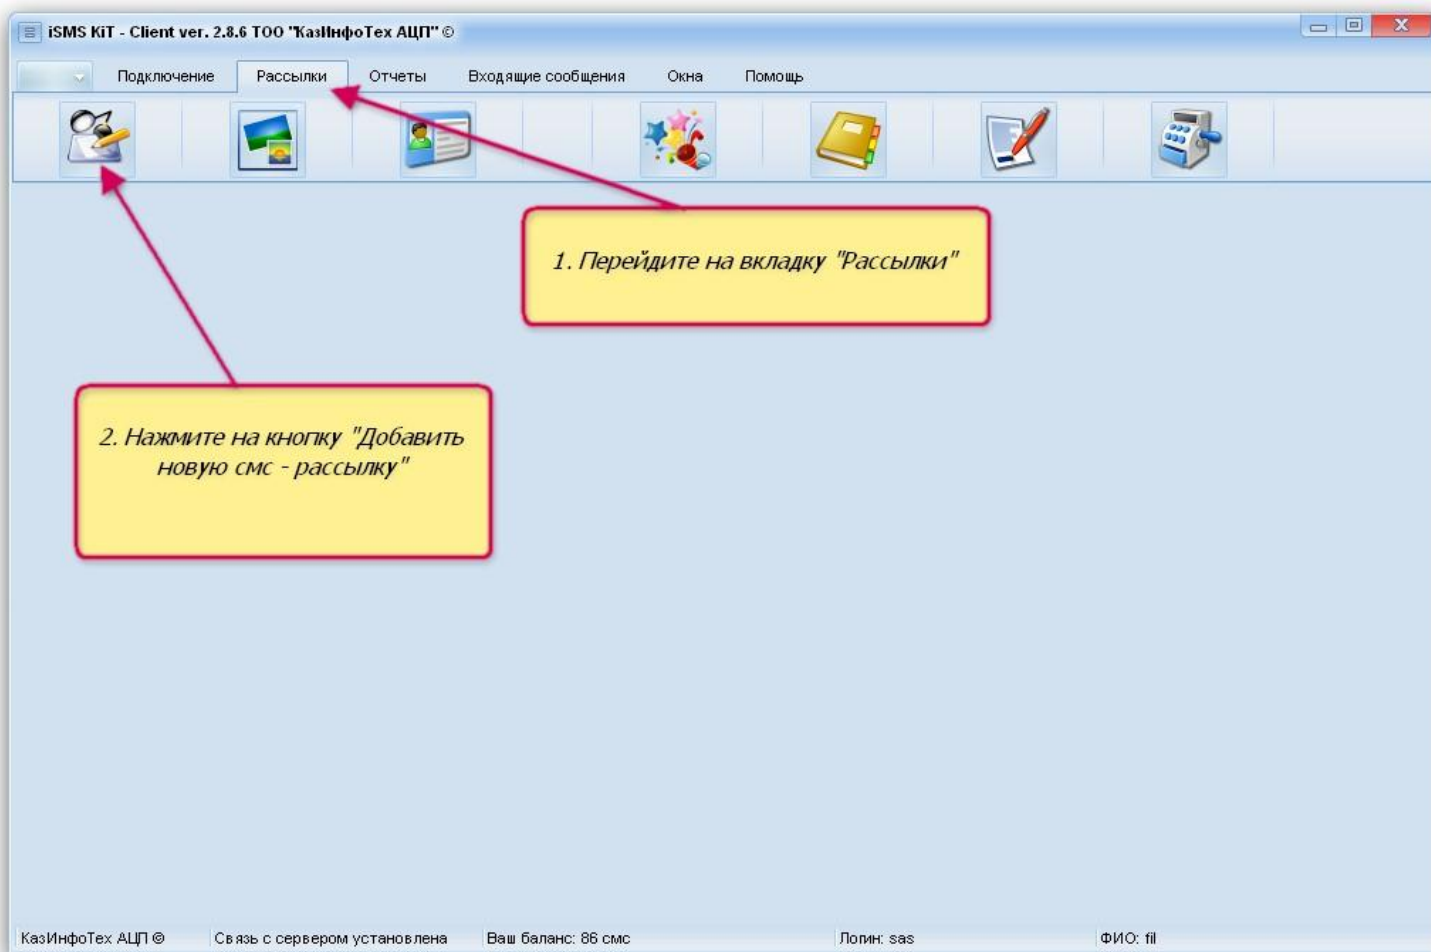 iSMS KiT - Client ver. 2.8.6 ТОО "КазИнфоТех АЦП" ©
Подключение Рассылки Отчеты Входящие сообщения Окна Помощь
1. Перейдите на вкладку "Рассылки"
2. Нажмите на кнопку "Добавить
новую смс - рассылку"
КазИнфоТех АЦП © Связь с сервером установлена Ваш баланс: 86 смс Логин: sas ФИО: fil